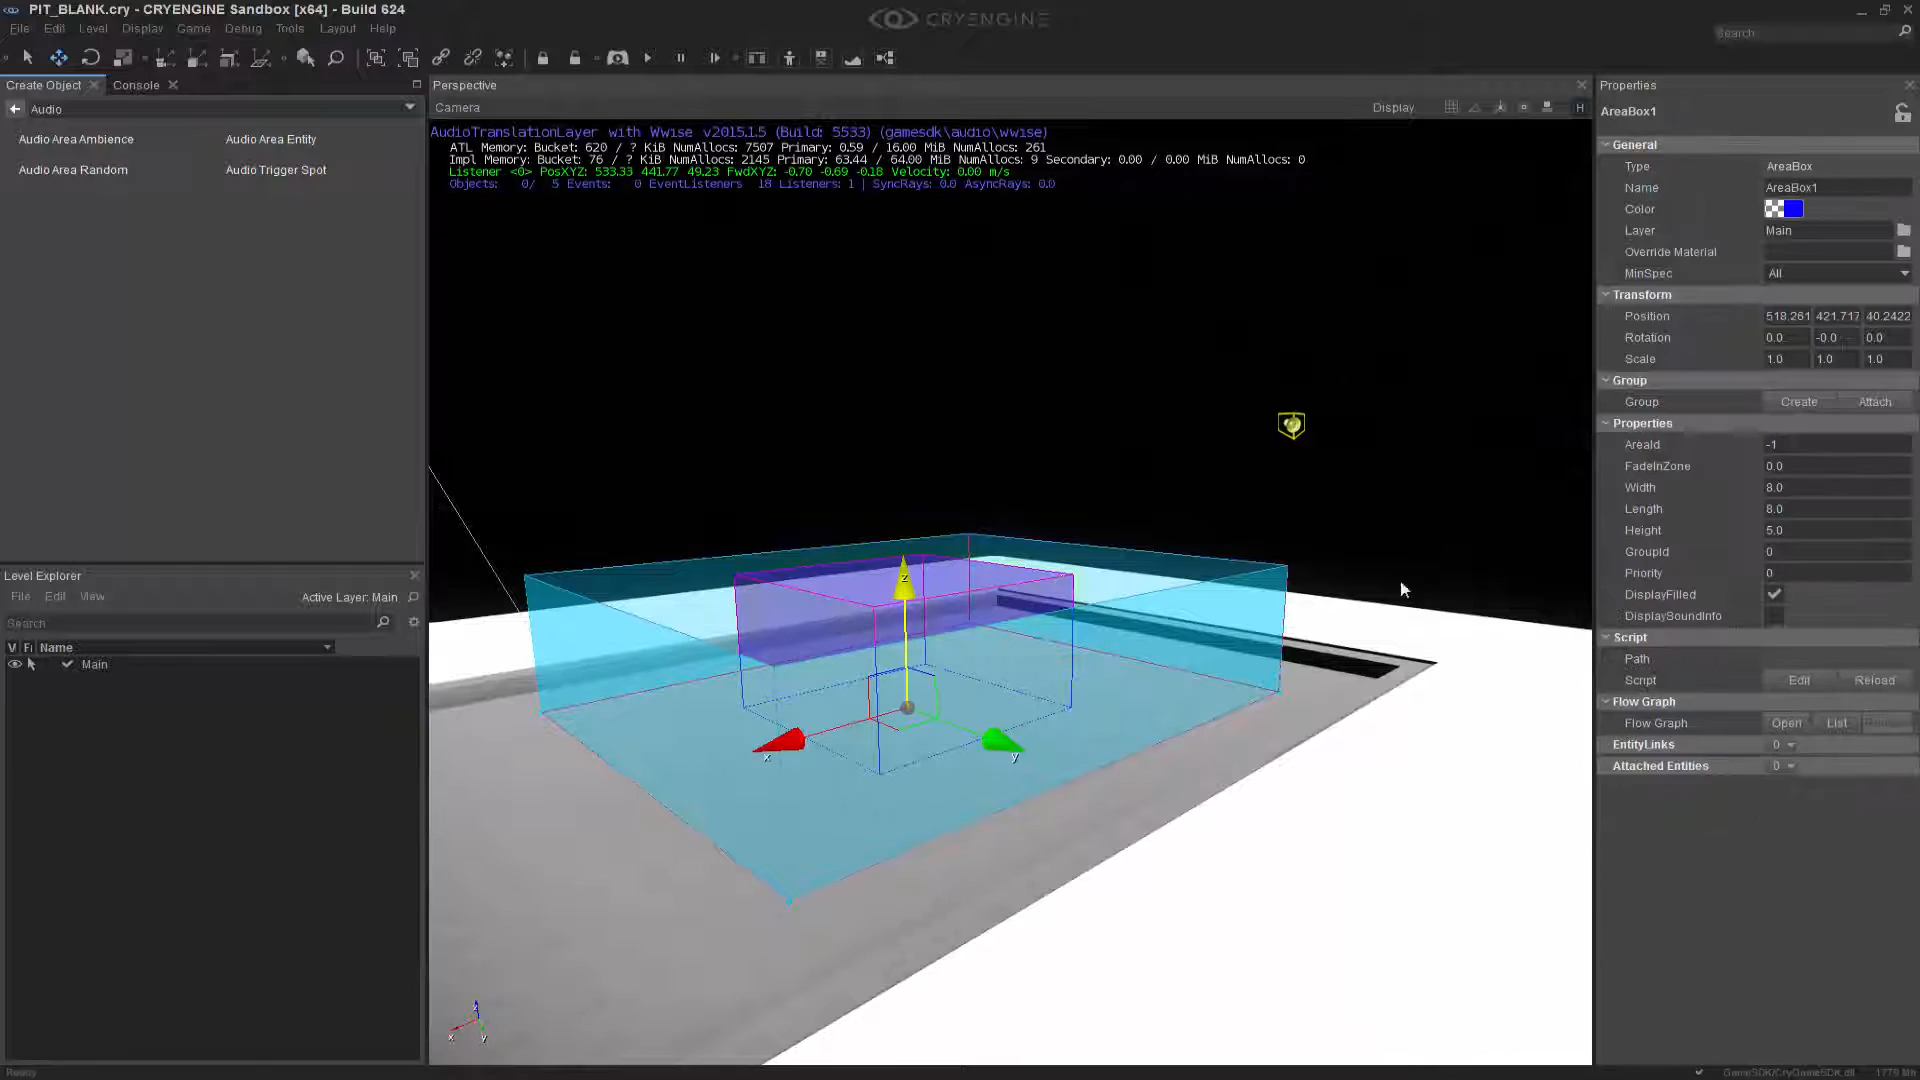 PIT_BLANK.cry - CRYENGINE Sandbox [x64] - Build 624
CRYENGINE
File Edit Level Display Game Debug Tools Layout Help
Search
Create Object
Console
Perspective
Properties
Audio
Camera
Display
H
AreaBox1
Audio Area Ambience
Audio Area Entity
Audio Area Random
Audio Trigger Spot
AudioTranslationLayer with Wwise v2015.1.5 (Build: 5533) (gamesdk\audio\wwise)
ATL Memory: Bucket: 620 / ? KiB NumAllocs: 7507 Primary: 0.59 / 16.00 MiB NumAllocs: 261
Impl Memory: Bucket: 76 / ? KiB NumAllocs: 2145 Primary: 63.44 / 64.00 MiB NumAllocs: 9 Secondary: 0.00 / 0.00 MiB NumAllocs: 0
Listener <0> PosXYZ: 533.33 441.77 49.23 FwdXYZ: -0.70 -0.69 -0.18 Velocity: 0.00 m/s
Objects: 0/ 5 Events: 0 EventListeners 18 Listeners: 1 | SyncRays: 0.0 AsyncRays: 0.0
General
Type AreaBox
Name AreaBox1
Color
Layer Main
Override Material
MinSpec All
Transform
Position 518.261 421.717 40.2422
Rotation 0.0 -0.0 0.0
Scale 1.0 1.0 1.0
Group
Group Create Attach
Properties
AreaId -1
FadeInZone 0.0
Width 8.0
Length 8.0
Height 5.0
GroupId 0
Priority 0
DisplayFilled
DisplaySoundInfo
Script
Path
Script Edit Reload
Flow Graph
Flow Graph Open List
EntityLinks 0
Attached Entities 0
Level Explorer
File Edit View
Active Layer: Main
Search
V Fi Name
Main
z
x
y
z
x
y
Ready
GameSDK/CryGameSDK.dll 1779 Mb